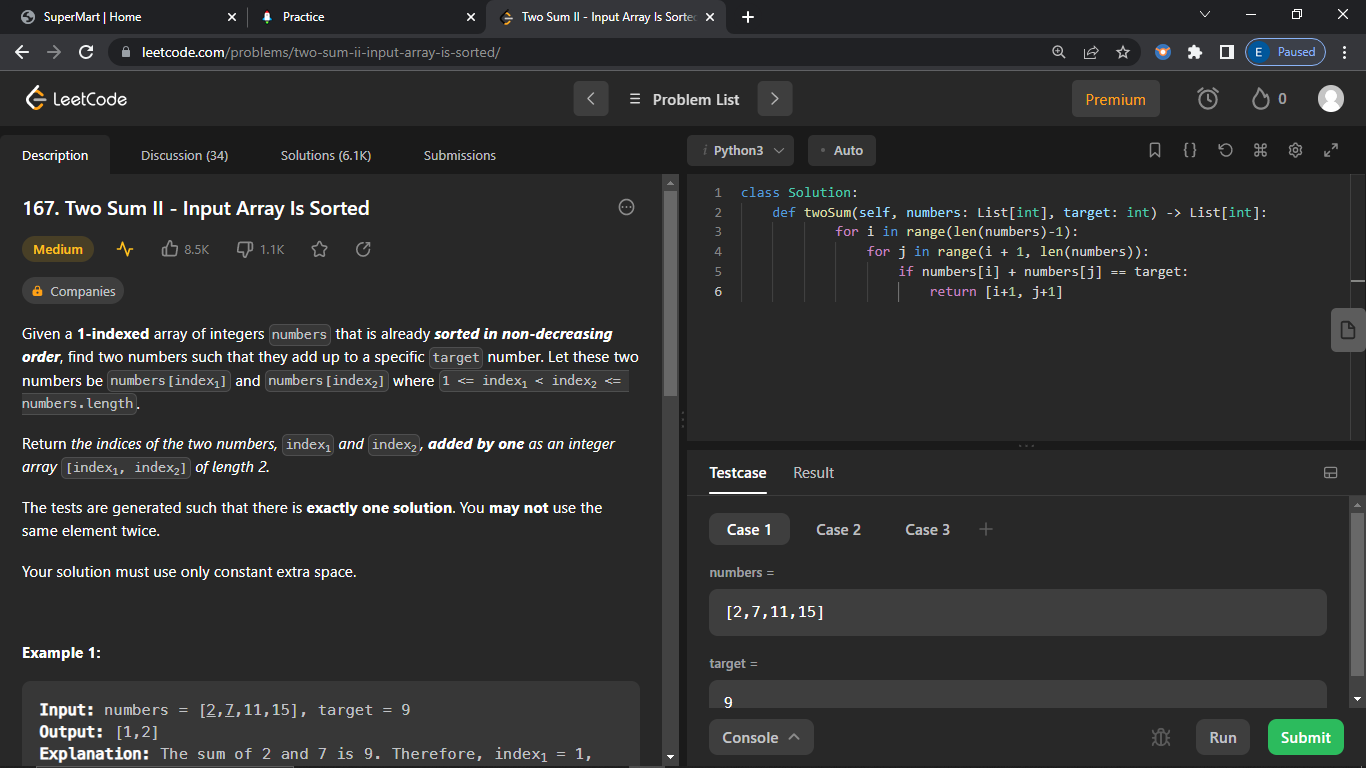 SuperMart | Home
Practice
Two Sum II - Input Array Is Sorte
leetcode.com/problems/two-sum-ii-input-array-is-sorted/
E Paused
LeetCode
Problem List
Premium
0
Description Discussion (34) Solutions (6.1K) Submissions
167. Two Sum II - Input Array Is Sorted
Medium 8.5K 1.1K
Companies
Given a 1-indexed array of integers numbers that is already sorted in non-decreasing
order, find two numbers such that they add up to a specific target number. Let these two
numbers be numbers[index₁] and numbers[index₂] where 1 <= index₁ < index₂ <=
numbers.length.
Return the indices of the two numbers, index₁ and index₂, added by one as an integer
array [index₁, index₂] of length 2.
The tests are generated such that there is exactly one solution. You may not use the
same element twice.
Your solution must use only constant extra space.
Example 1:
Input: numbers = [2,7,11,15], target = 9
Output: [1,2]
Explanation: The sum of 2 and 7 is 9. Therefore, index₁ = 1,
i Python3 • Auto
{}
1 class Solution:
2 def twoSum(self, numbers: List[int], target: int) -> List[int]:
3 for i in range(len(numbers)-1):
4 for j in range(i + 1, len(numbers)):
5 if numbers[i] + numbers[j] == target:
6 return [i+1, j+1]
Testcase Result
Case 1 Case 2 Case 3 +
numbers =
[2,7,11,15]
target =
9
Console Run Submit